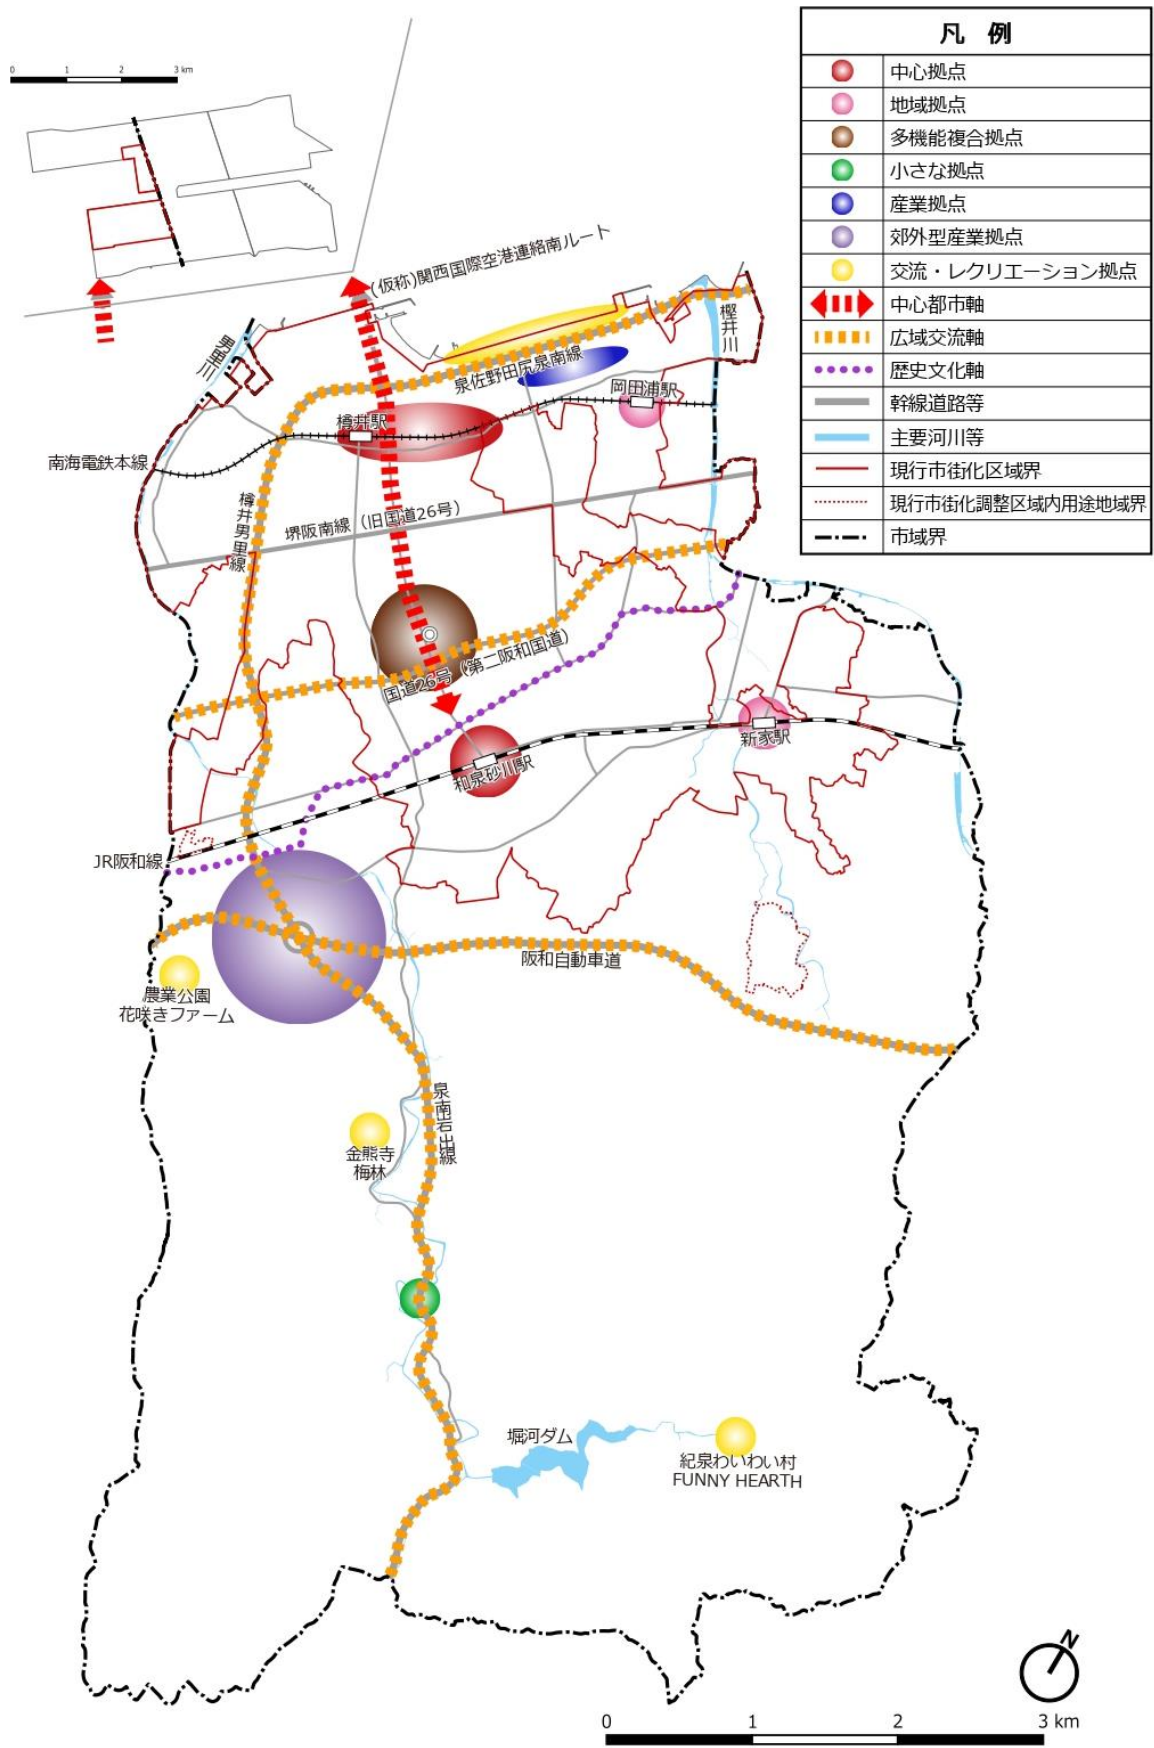 0 1 2 3 km
凡 例
中心拠点
地域拠点
多機能複合拠点
小さな拠点
産業拠点
郊外型産業拠点
交流・レクリエーション拠点
中心都市軸
広域交流軸
歴史文化軸
幹線道路等
主要河川等
現行市街化区域界
現行市街化調整区域内用途地域界
市域界
(仮称)関西国際空港連絡南ルート
男里川
樫井川
泉佐野田尻泉南線
岡田浦駅
樽井駅
南海電鉄本線
樽井男里線
堺阪南線（旧国道26号）
国道26号（第二阪和国道）
新家駅
和泉砂川駅
JR阪和線
阪和自動車道
農業公園
花咲きファーム
泉南岩出線
金熊寺
梅林
堀河ダム
紀泉わいわい村
FUNNY HEARTH
N
0 1 2 3 km